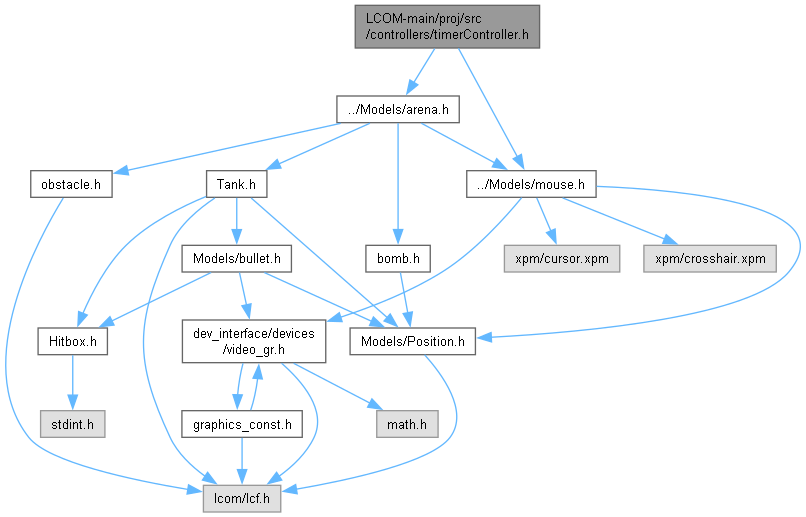 LCOM-main/proj/src
/controllers/timerController.h
../Models/arena.h
obstacle.h
Tank.h
../Models/mouse.h
Models/bullet.h
bomb.h
xpm/cursor.xpm
xpm/crosshair.xpm
Hitbox.h
dev_interface/devices
/video_gr.h
Models/Position.h
stdint.h
graphics_const.h
math.h
lcom/lcf.h